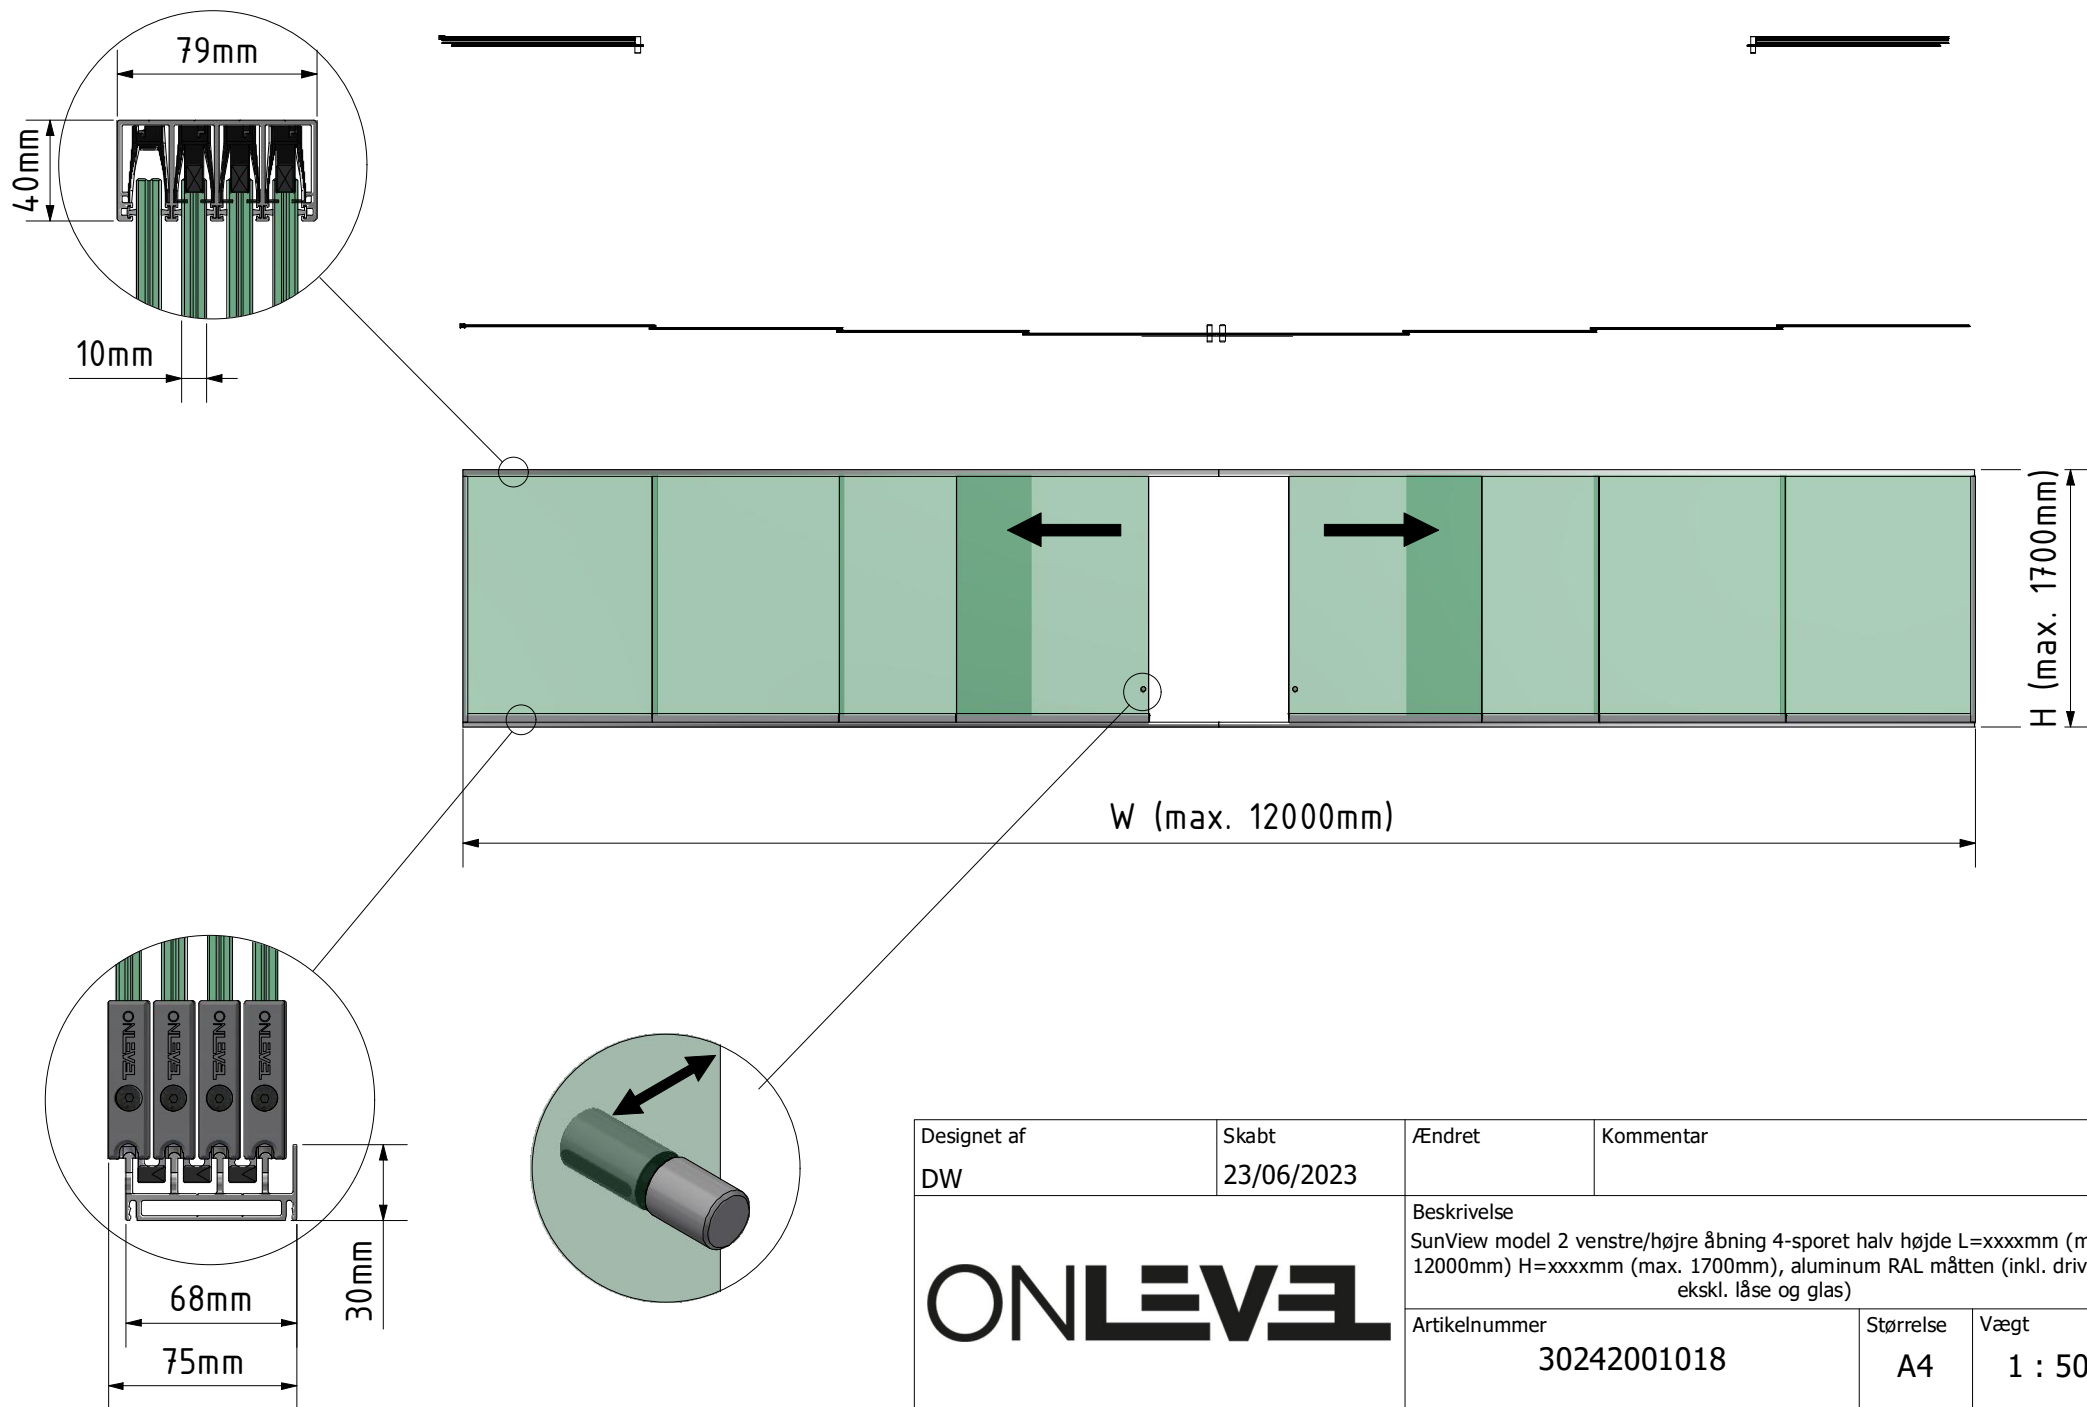 79mm
40mm
10mm
H (max. 1700mm)
W (max. 12000mm)
ONLEVEL
ONLEVEL
ONLEVEL
ONLEVEL
30mm
68mm
75mm
Designet af
DW
Skabt
23/06/2023
Ændret
Kommentar
ONLEVEL
Beskrivelse
SunView model 2 venstre/højre åbning 4-sporet halv højde L=xxxxmm (m
12000mm) H=xxxxmm (max. 1700mm), aluminum RAL måtten (inkl. driv
ekskl. låse og glas)
Artikelnummer
30242001018
Størrelse
A4
Vægt
1 : 50